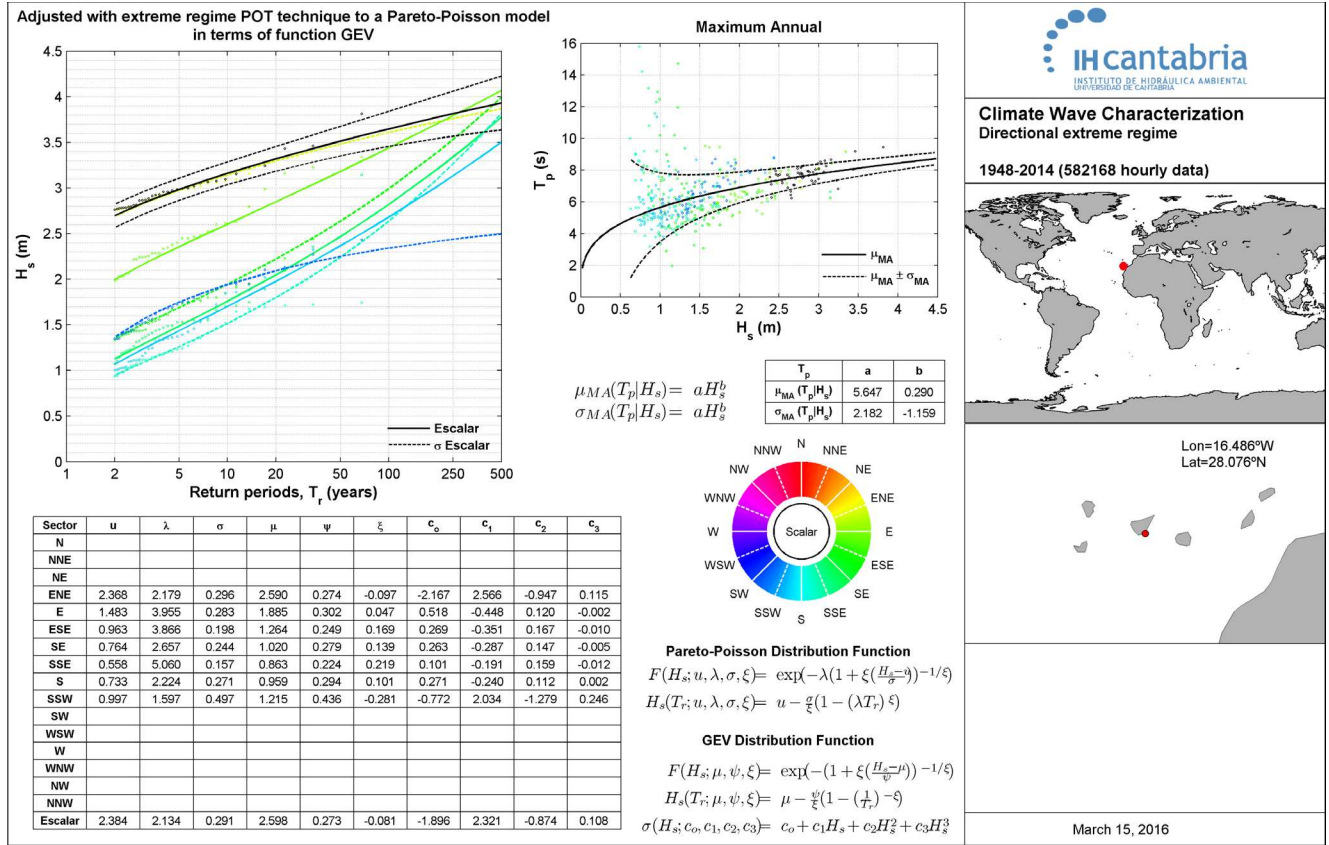 Adjusted with extreme regime POT technique to a Pareto-Poisson model
in terms of function GEV
4.5
4
3.5
3
2.5
2
1.5
1
0.5
0
H_s (m)
1 2 5 10 20 50 100 250 500
Return periods, T_r (years)
Escalar
σ Escalar
Maximum Annual
16
14
12
10
8
6
4
2
0
T_p (s)
0 0.5 1 1.5 2 2.5 3 3.5 4 4.5
H_s (m)
μ_MA
μ_MA ± σ_MA
μ_MA(T_p|H_s)= aH_s^b
σ_MA(T_p|H_s)= aH_s^b
T_p a b
μ_MA (T_p|H_s) 5.647 0.290
σ_MA (T_p|H_s) 2.182 -1.159
N
NNE
NE
ENE
E
ESE
SE
SSE
S
SSW
SW
WSW
W
WNW
NW
NNW
Scalar
Sector u λ σ μ ψ ξ c_o c_1 c_2 c_3
N
NNE
NE
ENE 2.368 2.179 0.296 2.590 0.274 -0.097 -2.167 2.566 -0.947 0.115
E 1.483 3.955 0.283 1.885 0.302 0.047 0.518 -0.448 0.120 -0.002
ESE 0.963 3.866 0.198 1.264 0.249 0.169 0.269 -0.351 0.167 -0.010
SE 0.764 2.657 0.244 1.020 0.279 0.139 0.263 -0.287 0.147 -0.005
SSE 0.558 5.060 0.157 0.863 0.224 0.219 0.101 -0.191 0.159 -0.012
S 0.733 2.224 0.271 0.959 0.294 0.101 0.271 -0.240 0.112 0.002
SSW 0.997 1.597 0.497 1.215 0.436 -0.281 -0.772 2.034 -1.279 0.246
SW
WSW
W
WNW
NW
NNW
Escalar 2.384 2.134 0.291 2.598 0.273 -0.081 -1.896 2.321 -0.874 0.108
Pareto-Poisson Distribution Function
F(H_s; u, λ, σ, ξ)= exp(-λ(1 + ξ(\frac{H_s-u}{σ}))^{-1/ξ})
H_s(T_r; u, λ, σ, ξ)= u - \frac{σ}{ξ}(1 - (λT_r)^ξ)
GEV Distribution Function
F(H_s; μ, ψ, ξ)= exp(-(1 + ξ(\frac{H_s-μ}{ψ}))^{-1/ξ})
H_s(T_r; μ, ψ, ξ)= μ - \frac{ψ}{ξ}(1 - (\frac{1}{T_r})^{-ξ})
σ(H_s; c_o, c_1, c_2, c_3)= c_o + c_1H_s + c_2H_s^2 + c_3H_s^3
IHcantabria
INSTITUTO DE HIDRÁULICA AMBIENTAL
UNIVERSIDAD DE CANTABRIA
Climate Wave Characterization
Directional extreme regime
1948-2014 (582168 hourly data)
Lon=16.486ºW
Lat=28.076ºN
March 15, 2016